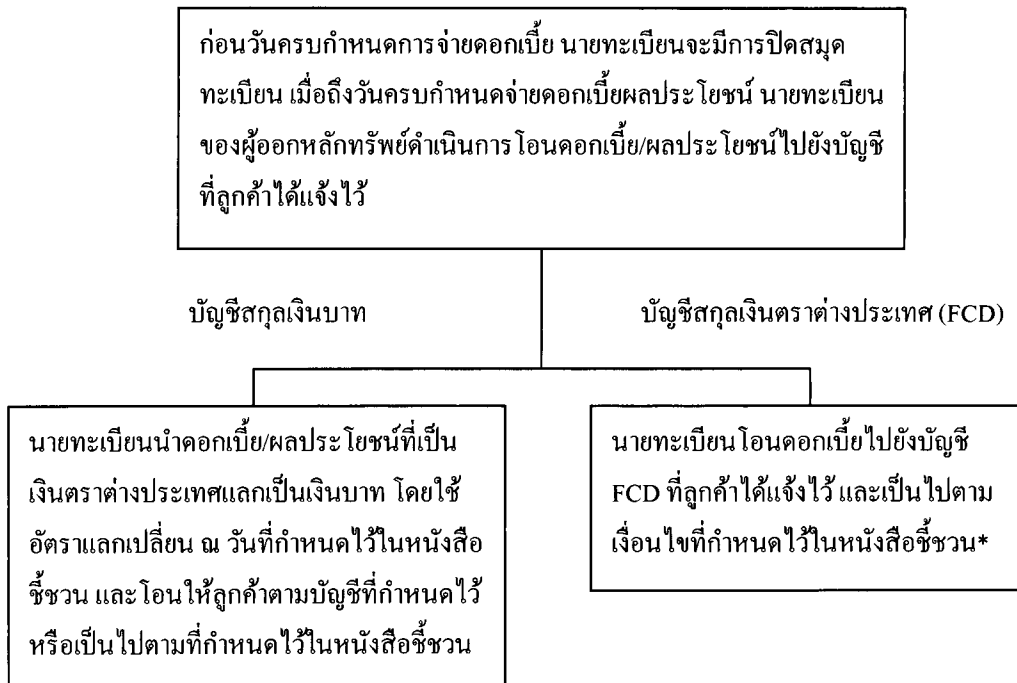 ก่อนวันครบกำหนดการจ่ายดอกเบี้ย นายทะเบียนจะมีการปิดสมุด
ทะเบียน เมื่อถึงวันครบกำหนดจ่ายดอกเบี้ยผลประโยชน์ นายทะเบียน
ของผู้ออกหลักทรัพย์ดำเนินการโอนดอกเบี้ย/ผลประโยชน์ไปยังบัญชี
ที่ลูกค้าได้แจ้งไว้
บัญชีสกุลเงินบาท
บัญชีสกุลเงินตราต่างประเทศ (FCD)
นายทะเบียนนำดอกเบี้ย/ผลประโยชน์ที่เป็น
เงินตราต่างประเทศแลกเป็นเงินบาท โดยใช้
อัตราแลกเปลี่ยน ณ วันที่กำหนดไว้ในหนังสือ
ชี้ชวน และโอนให้ลูกค้าตามบัญชีที่กำหนดไว้
หรือเป็นไปตามที่กำหนดไว้ในหนังสือชี้ชวน
นายทะเบียนโอนดอกเบี้ยไปยังบัญชี
FCD ที่ลูกค้าได้แจ้งไว้ และเป็นไปตาม
เงื่อนไขที่กำหนดไว้ในหนังสือชี้ชวน*